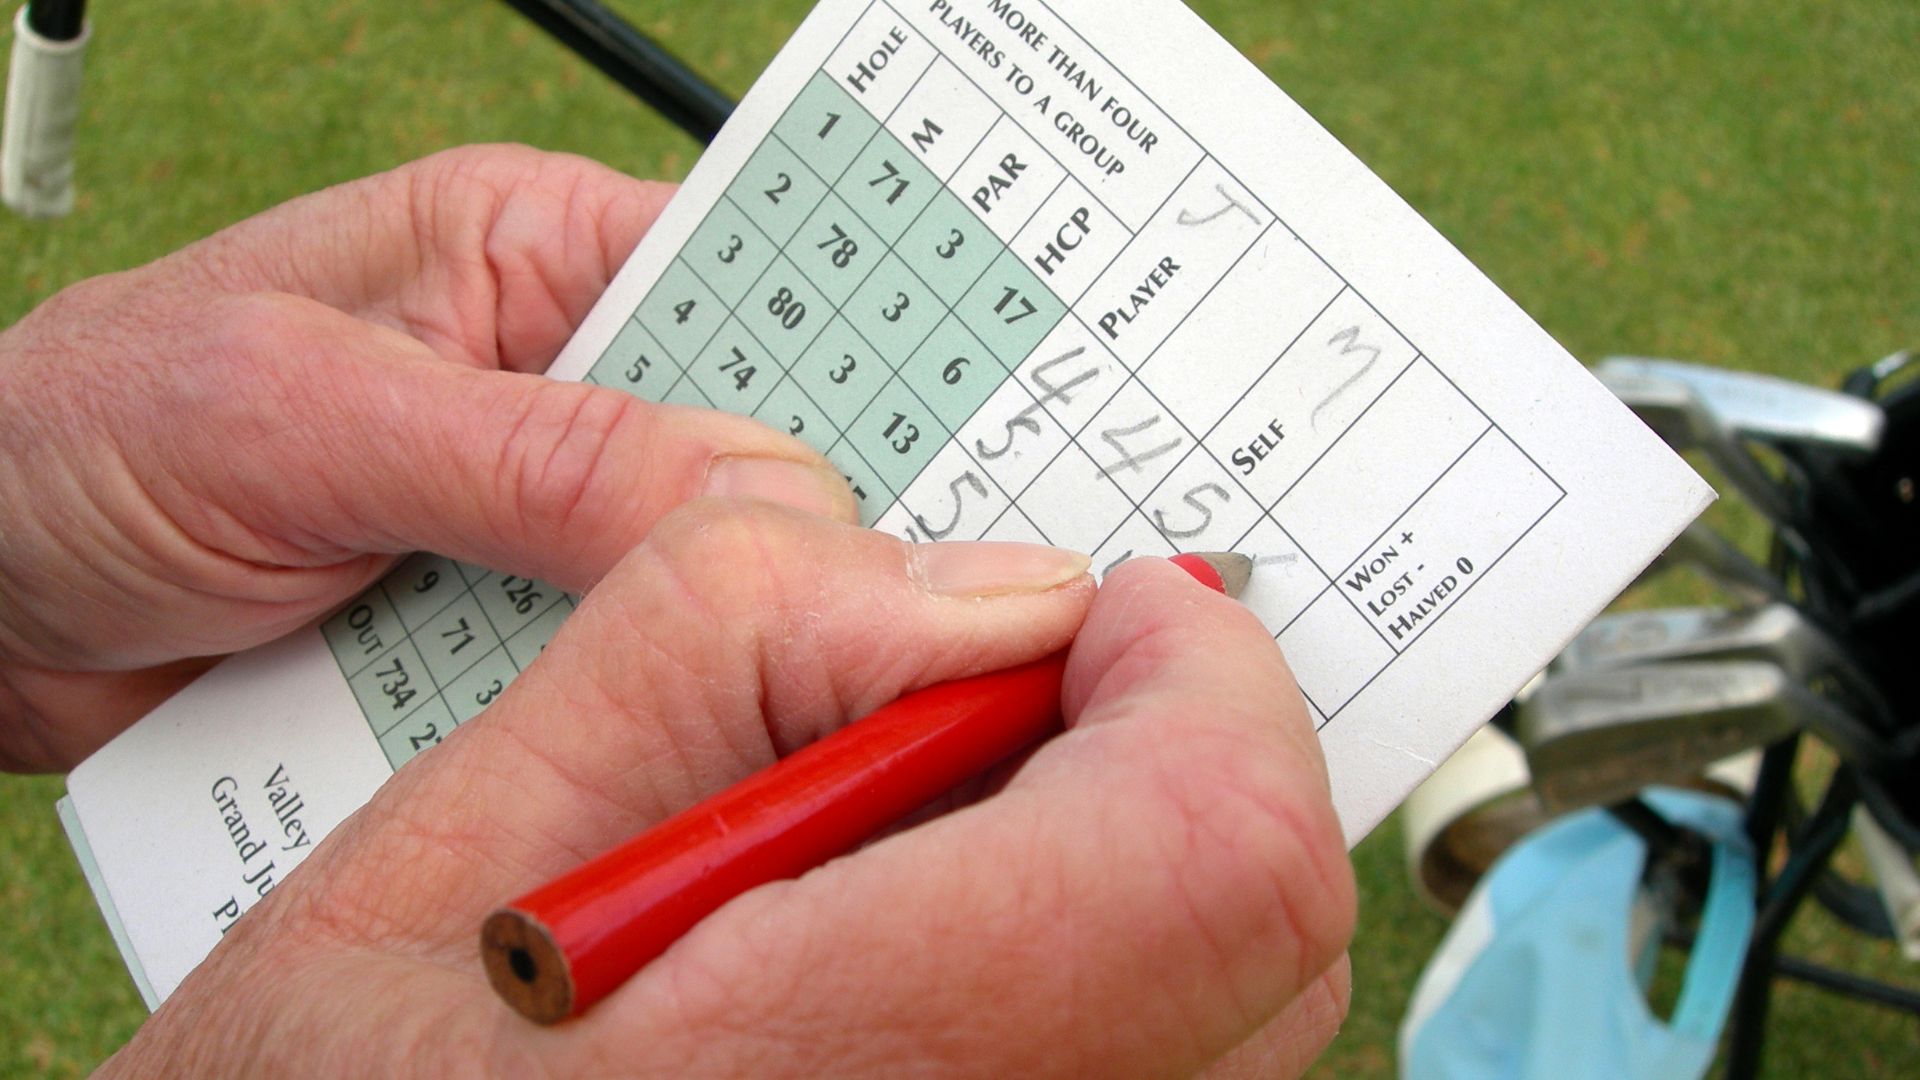 MORE THAN FOUR
PLAYERS TO A GROUP
HOLE M PAR HCP PLAYER J SELF M WON +
LOST -
HALVED 0
1 71 3 17 4 4
2 78 3 6 5 5
3 80 3 13 5
4 74 3
5
9 126
OUT 734 71 3
Valley